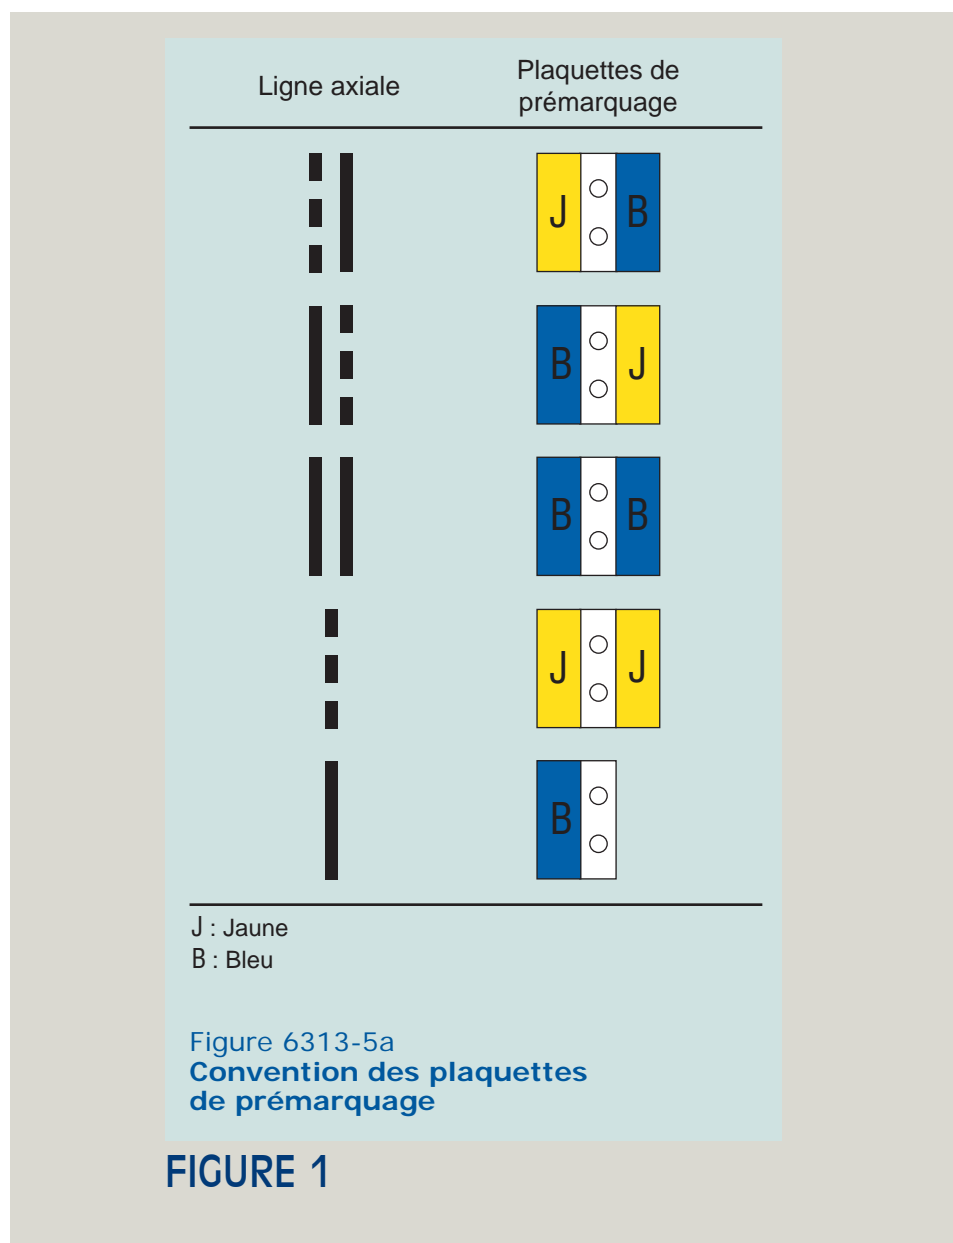 Ligne axiale
Plaquettes de
prémarquage
J B
B J
B B
J J
B
J : Jaune
B : Bleu
Figure 6313-5a
Convention des plaquettes
de prémarquage
FIGURE 1